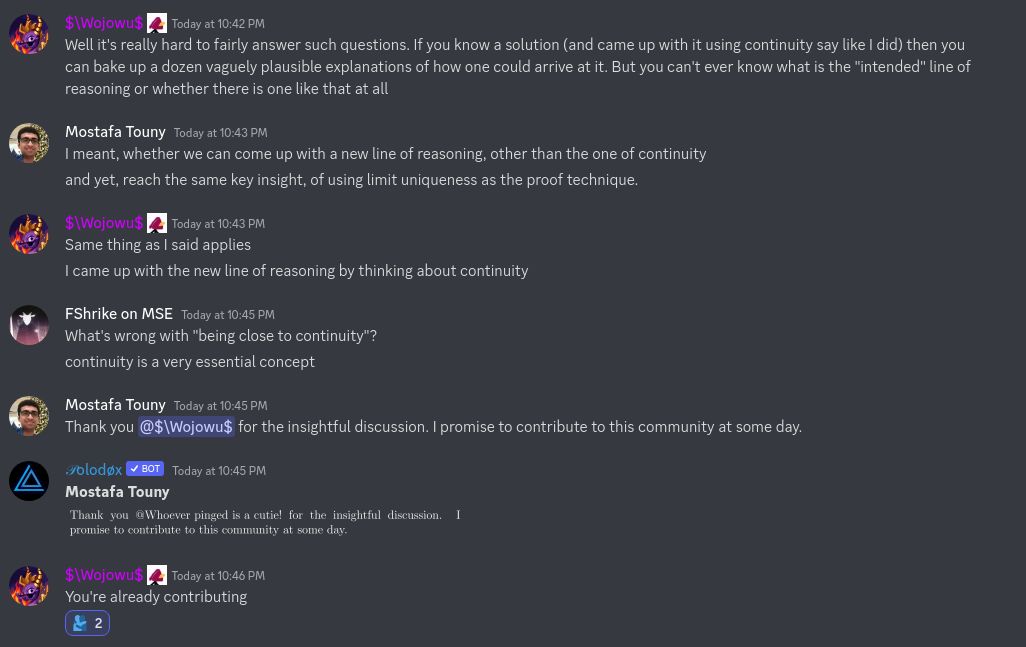 $\Wojowu$ Today at 10:42 PM
Well it's really hard to fairly answer such questions. If you know a solution (and came up with it using continuity say like I did) then you
can bake up a dozen vaguely plausible explanations of how one could arrive at it. But you can't ever know what is the "intended" line of
reasoning or whether there is one like that at all
Mostafa Touny Today at 10:43 PM
I meant, whether we can come up with a new line of reasoning, other than the one of continuity
and yet, reach the same key insight, of using limit uniqueness as the proof technique.
$\Wojowu$ Today at 10:43 PM
Same thing as I said applies
I came up with the new line of reasoning by thinking about continuity
FShrike on MSE Today at 10:45 PM
What's wrong with "being close to continuity"?
continuity is a very essential concept
Mostafa Touny Today at 10:45 PM
Thank you @$\Wojowu$ for the insightful discussion. I promise to contribute to this community at some day.
𝒯olodøx ✓ BOT Today at 10:45 PM
Mostafa Touny
Thank you @Whoever pinged is a cutie! for the insightful discussion. I
promise to contribute to this community at some day.
$\Wojowu$ Today at 10:46 PM
You're already contributing
2